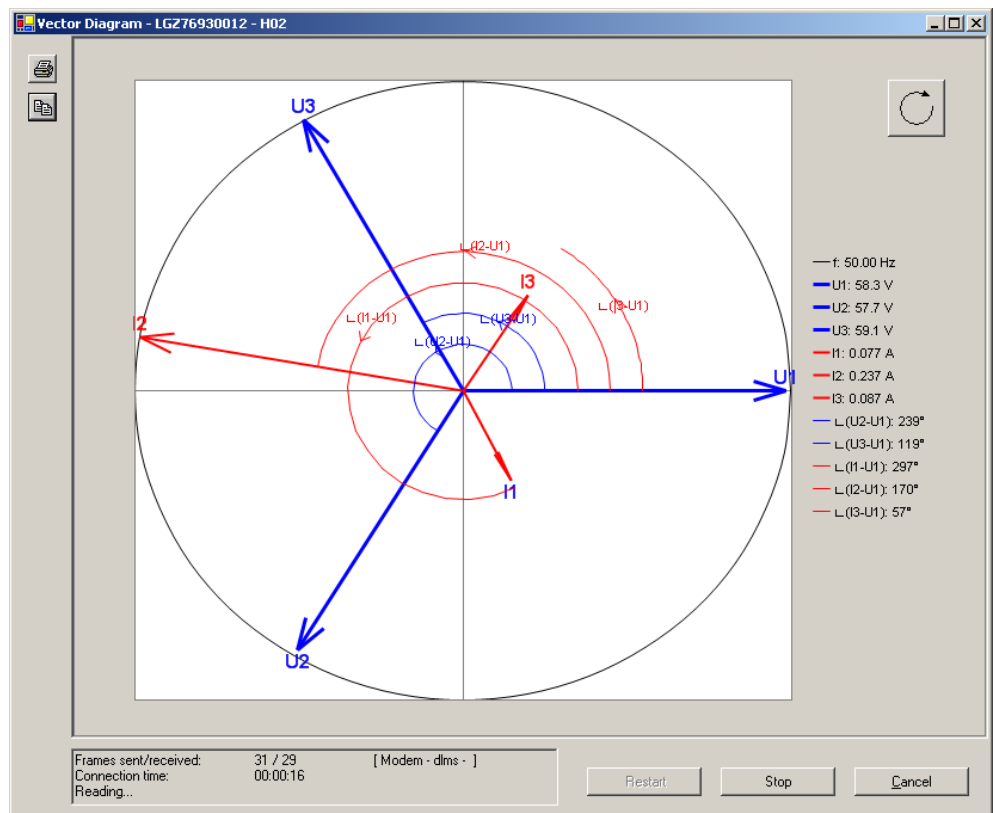 Vector Diagram - LGZ76930012 - H02
U3
∟(I2-U1)
I3
∟(I3-U1)
∟(I1-U1)
∟(U3-U1)
I2
∟(U2-U1)
U1
I1
U2
f: 50.00 Hz
U1: 58.3 V
U2: 57.7 V
U3: 59.1 V
I1: 0.077 A
I2: 0.237 A
I3: 0.087 A
∟(U2-U1): 239°
∟(U3-U1): 119°
∟(I1-U1): 297°
∟(I2-U1): 170°
∟(I3-U1): 57°
Frames sent/received: 31 / 29 [ Modem - dlms - ]
Connection time: 00:00:16
Reading...
Restart Stop Cancel